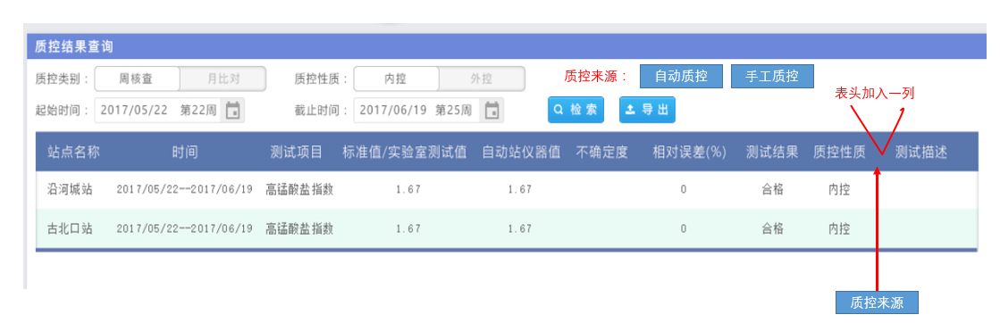 质控结果查询
质控类别： 周核查 月比对 质控性质： 内控 外控 质控来源： 自动质控 手工质控
表头加入一列
起始时间： 2017/05/22 第22周 截止时间： 2017/06/19 第25周 检索 导出
站点名称 时间 测试项目 标准值/实验室测试值 自动站仪器值 不确定度 相对误差(%) 测试结果 质控性质 测试描述
沿河城站 2017/05/22--2017/06/19 高锰酸盐指数 1.67 1.67 0 合格 内控
古北口站 2017/05/22--2017/06/19 高锰酸盐指数 1.67 1.67 0 合格 内控
质控来源